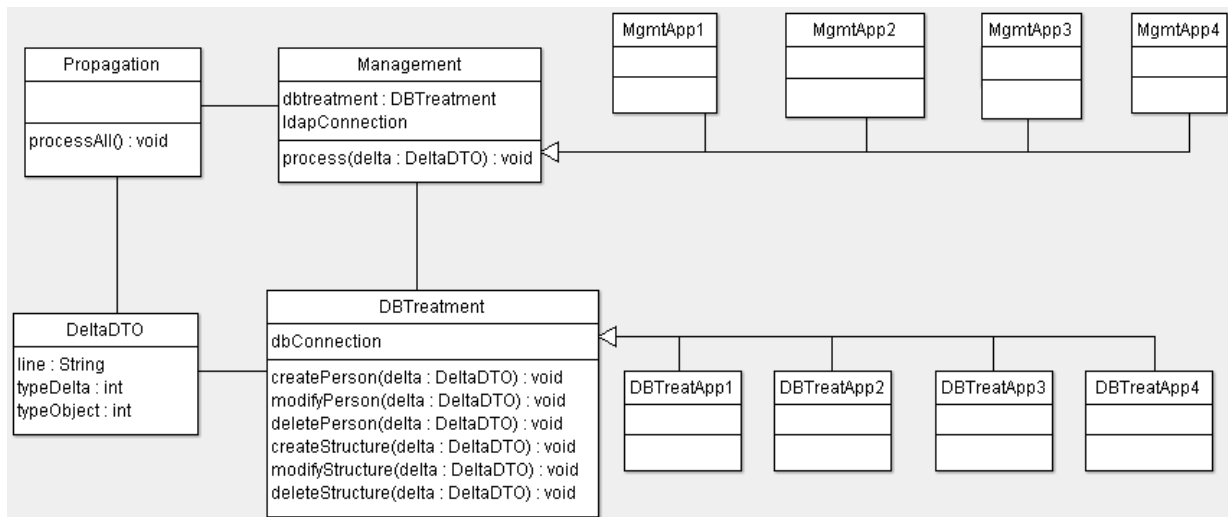 Propagation
processAll() : void
Management
dbtreatment : DBTreatment
ldapConnection
process(delta : DeltaDTO) : void
MgmtApp1
MgmtApp2
MgmtApp3
MgmtApp4
DeltaDTO
line : String
typeDelta : int
typeObject : int
DBTreatment
dbConnection
createPerson(delta : DeltaDTO) : void
modifyPerson(delta : DeltaDTO) : void
deletePerson(delta : DeltaDTO) : void
createStructure(delta : DeltaDTO) : void
modifyStructure(delta : DeltaDTO) : void
deleteStructure(delta : DeltaDTO) : void
DBTreatApp1
DBTreatApp2
DBTreatApp3
DBTreatApp4